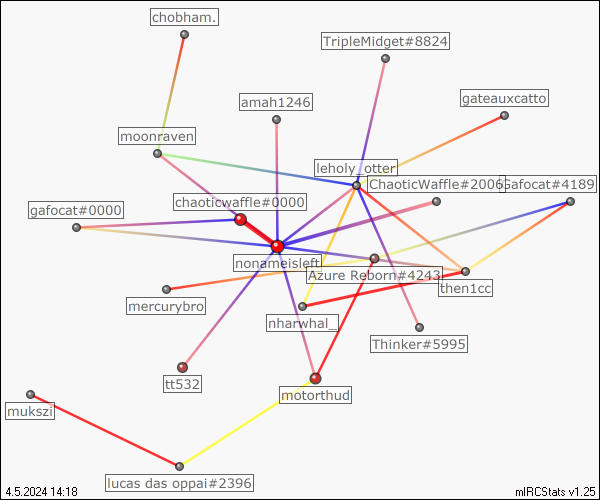 chobham.
TripleMidget#8824
gateauxcatto
amah1246
moonraven
leholy_otter
ChaoticWaffle#2006
Gafocat#4189
chaoticwaffle#0000
gafocat#0000
nonameisleft
Azure Reborn#4243
then1cc
mercurybro
nharwhal_
Thinker#5995
tt532
motorthud
mukszi
lucas das oppai#2396
4.5.2024 14:18
mIRCStats v1.25